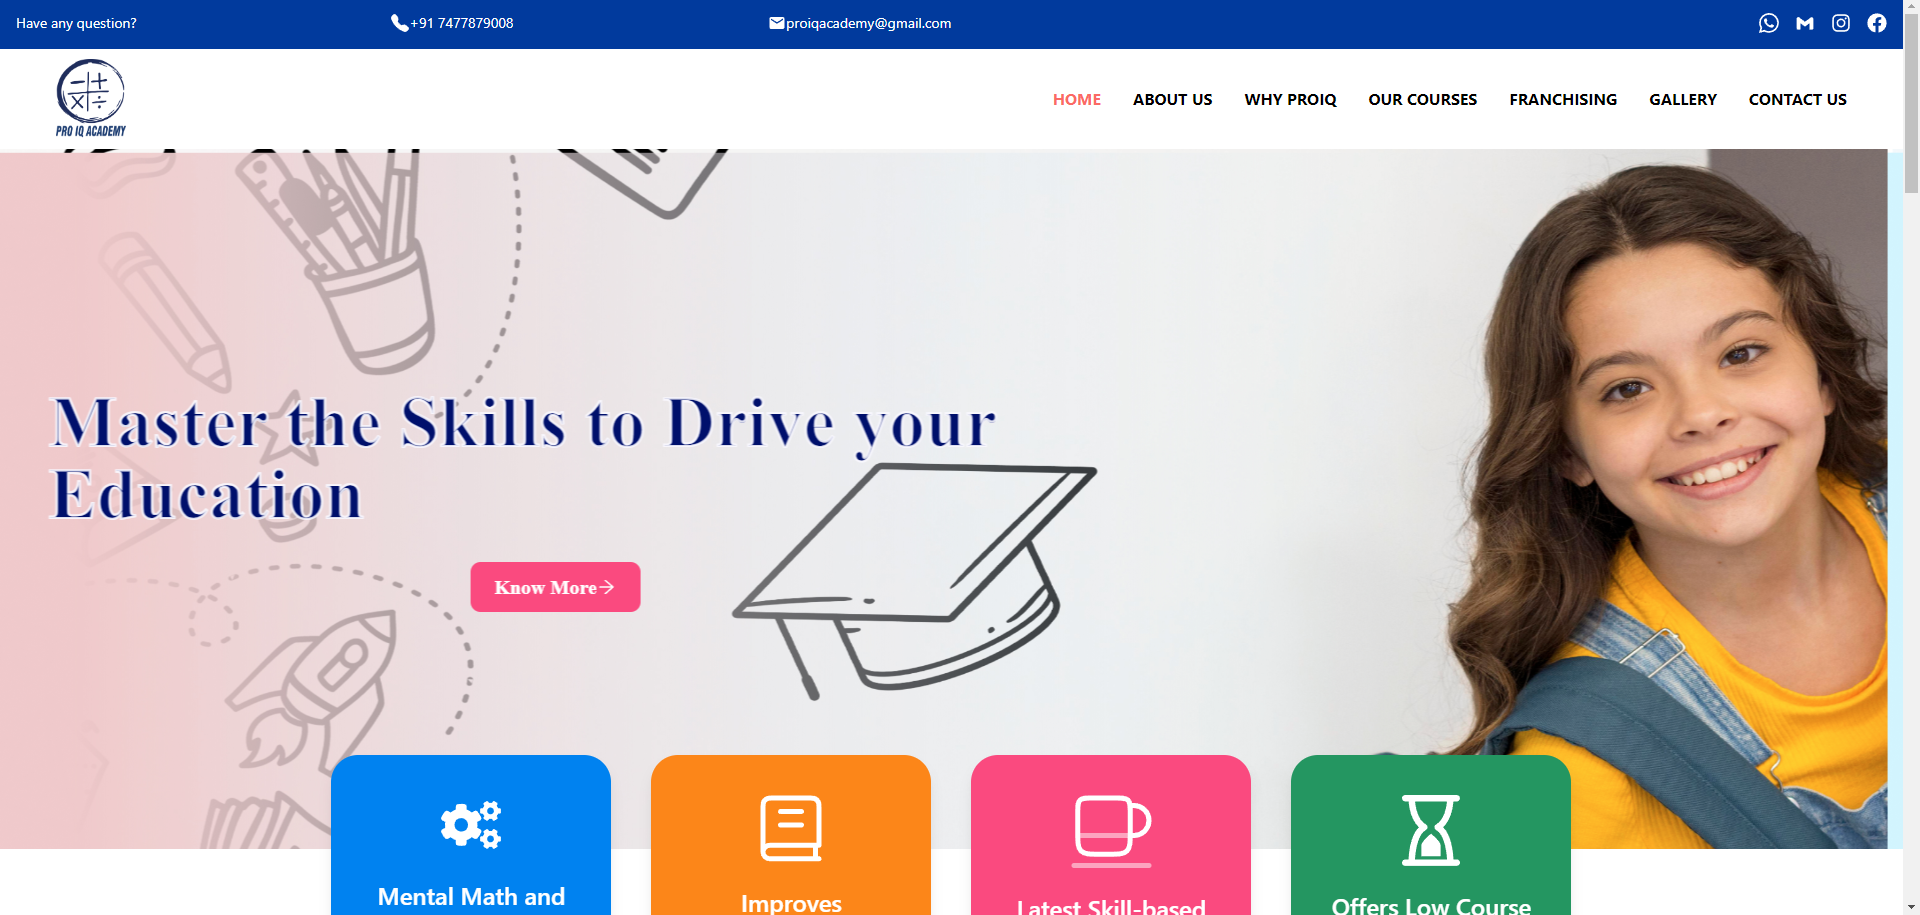 Have any question?
+91 7477879008
proiqacademy@gmail.com
PRO IQ ACADEMY
HOME
ABOUT US
WHY PROIQ
OUR COURSES
FRANCHISING
GALLERY
CONTACT US
Master the Skills to Drive your
Education
Know More
Mental Math and
Improves
Latest Skill-based
Offers Low Course